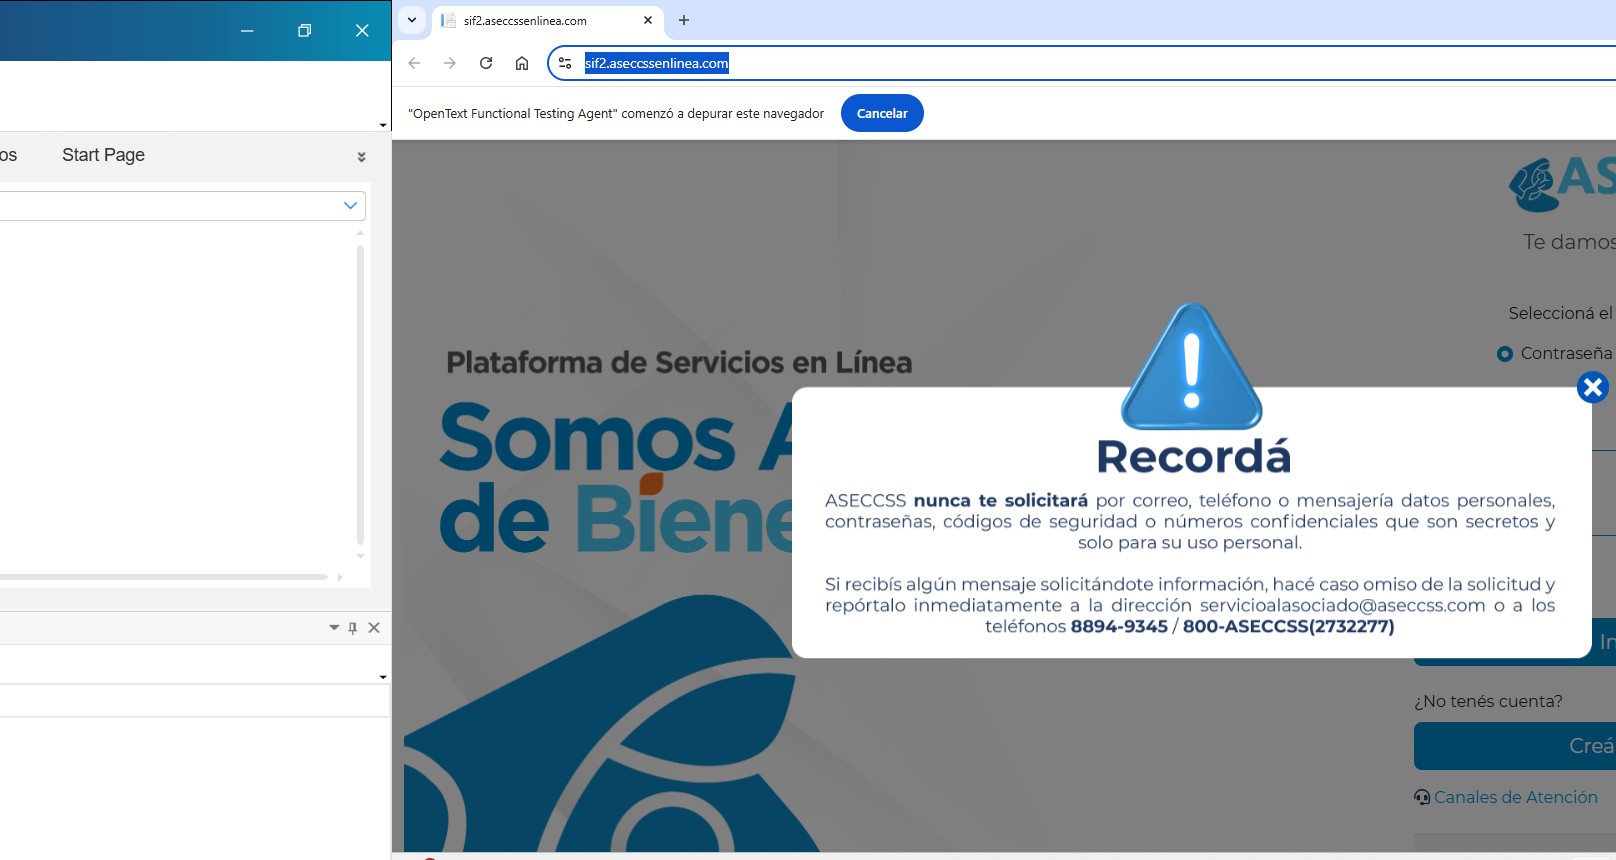 sif2.aseccssenlinea.com
sif2.aseccssenlinea.com
"OpenText Functional Testing Agent" comenzó a depurar este navegador
Cancelar
os
Start Page
AS
Te damos
Seleccioná el
Contraseña
Plataforma de Servicios en Línea
Somos A
de Biene
Recordá
ASECCSS nunca te solicitará por correo, teléfono o mensajería datos personales,
contraseñas, códigos de seguridad o números confidenciales que son secretos y
solo para su uso personal.
Si recibís algún mensaje solicitándote información, hacé caso omiso de la solicitud y
repórtalo inmediatamente a la dirección servicioalasociado@aseccss.com o a los
teléfonos 8894-9345 / 800-ASECCSS(2732277)
In
¿No tenés cuenta?
Creá
Canales de Atención